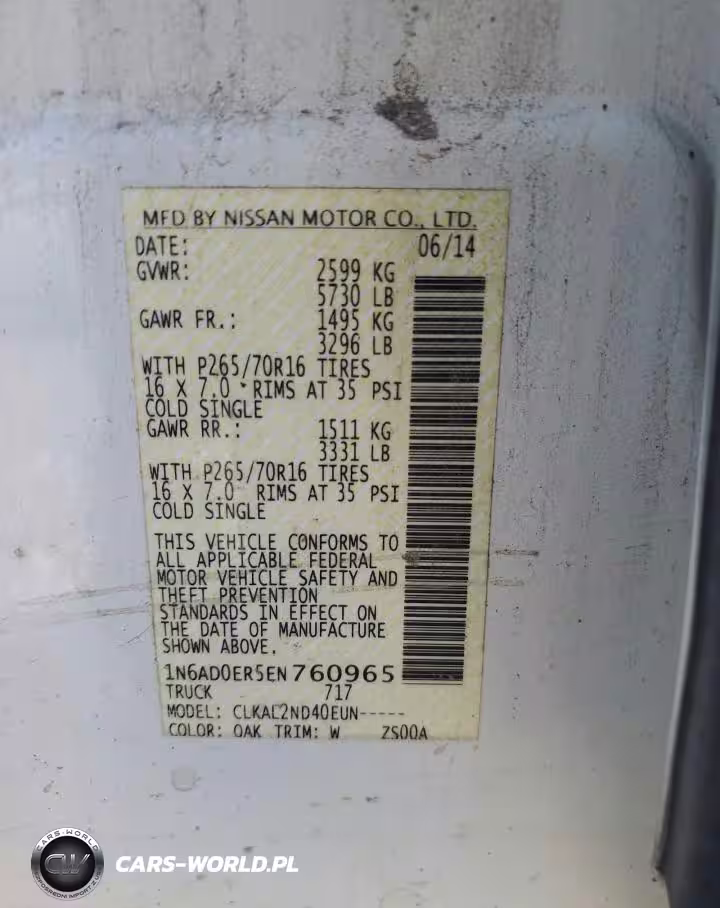 MFD BY NISSAN MOTOR CO., LTD.
DATE: 06/14
GVWR: 2599 KG
5730 LB
GAWR FR.: 1495 KG
3296 LB
WITH P265/70R16 TIRES
16 X 7.0 RIMS AT 35 PSI
COLD SINGLE
GAWR RR.: 1511 KG
3331 LB
WITH P265/70R16 TIRES
16 X 7.0 RIMS AT 35 PSI
COLD SINGLE
THIS VEHICLE CONFORMS TO
ALL APPLICABLE FEDERAL
MOTOR VEHICLE SAFETY AND
THEFT PREVENTION
STANDARDS IN EFFECT ON
THE DATE OF MANUFACTURE
SHOWN ABOVE.
1N6AD0ER5EN760965
TRUCK 717
MODEL: CLKAL2ND40EUN-----
COLOR: QAK TRIM: W ZS00A
CARS-WORLD
CW
CARS-WORLD.PL